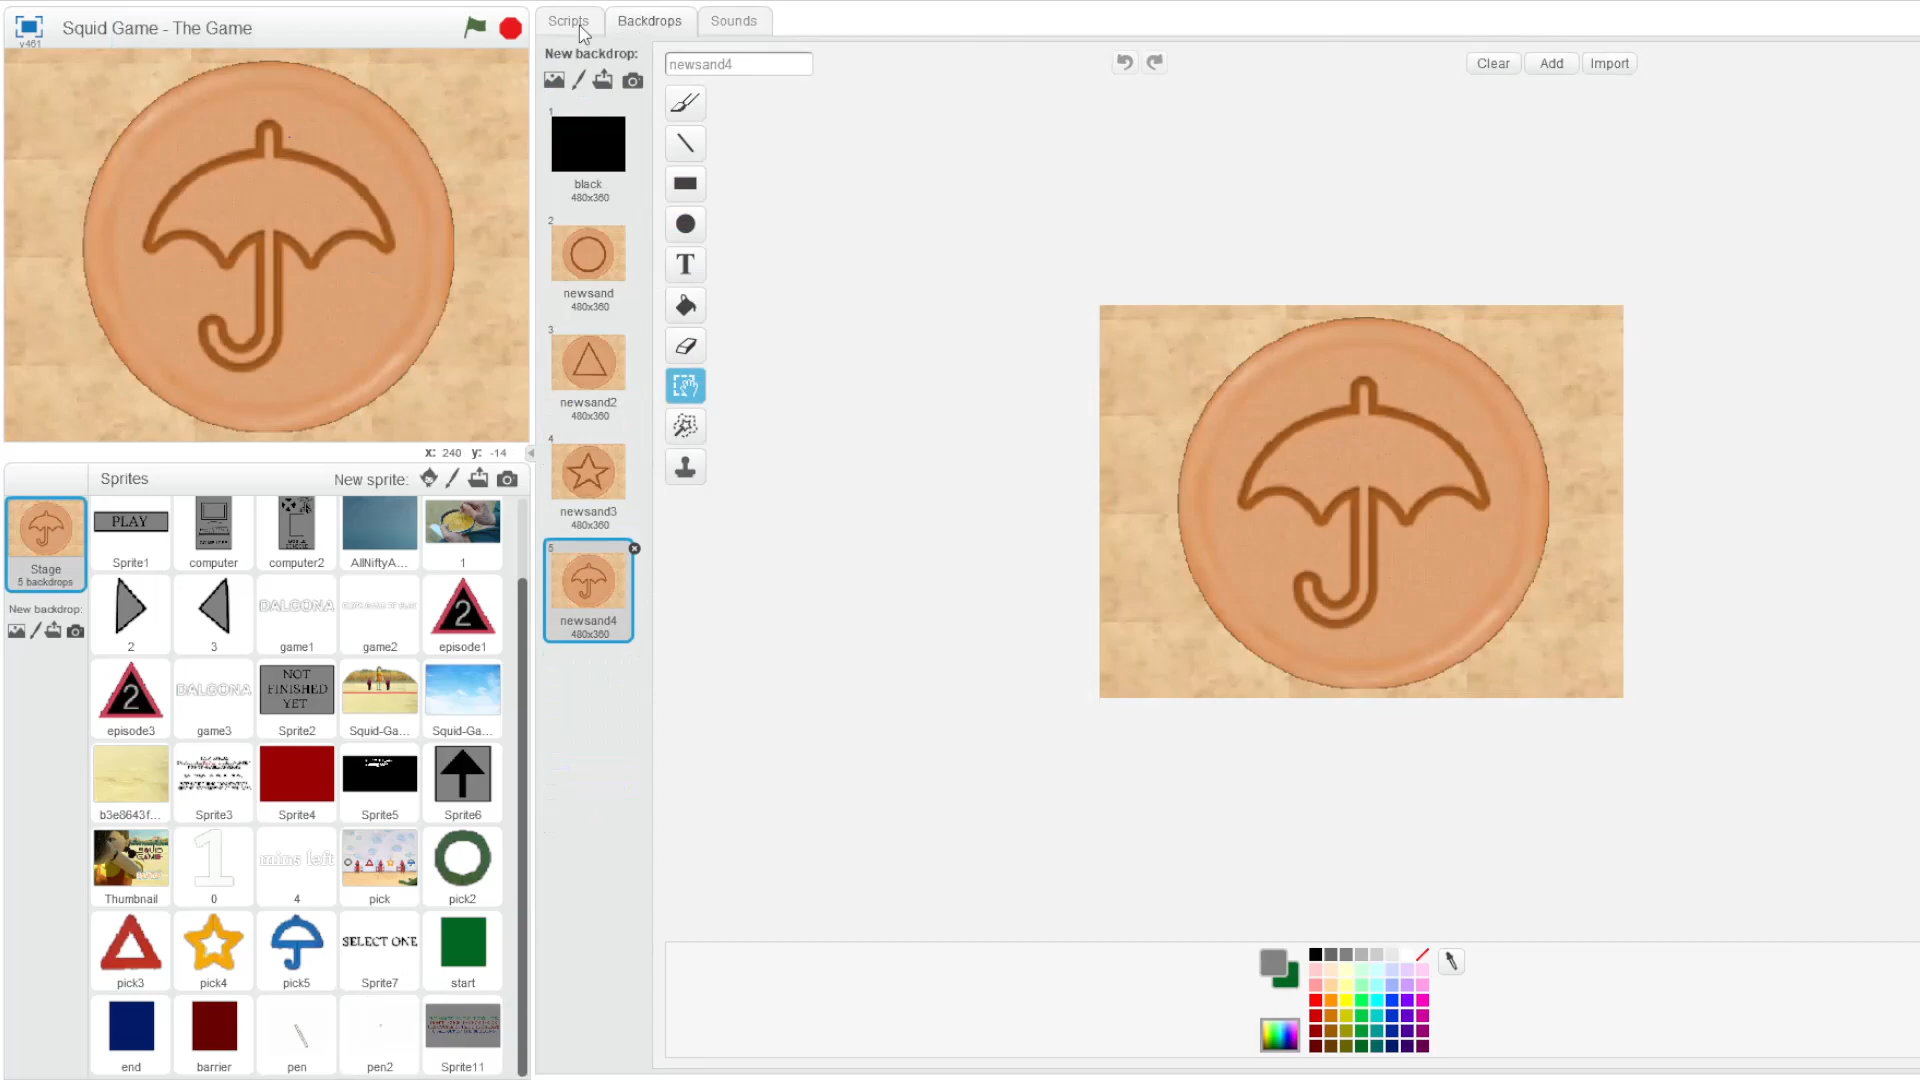 Squid Game - The Game
v461
Scripts
Backdrops
Sounds
New backdrop:
newsand4
Clear
Add
Import
1
black
480x360
2
newsand
480x360
3
newsand2
480x360
4
newsand3
480x360
5
newsand4
480x360
T
x: 240 y: -14
Sprites
New sprite:
Stage
5 backdrops
New backdrop:
PLAY
Sprite1
computer
computer2
AllNiftyA...
1
2
3
DALGONA
game1
game2
2
episode1
2
episode3
DALGONA
game3
NOT
FINISHED
YET
Sprite2
Squid-Ga...
Squid-Ga...
b3e8643f...
Sprite3
Sprite4
Sprite5
Sprite6
SQUID
GAME
Thumbnail
1
0
mins left
4
pick
pick2
pick3
pick4
pick5
SELECT ONE
Sprite7
start
end
barrier
pen
pen2
Sprite11